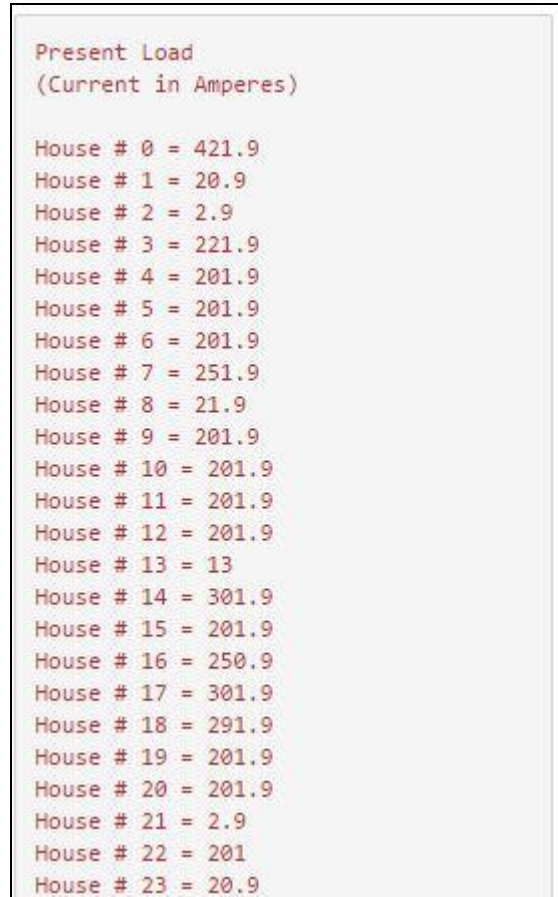 Present Load
(Current in Amperes)
House # 0 = 421.9
House # 1 = 20.9
House # 2 = 2.9
House # 3 = 221.9
House # 4 = 201.9
House # 5 = 201.9
House # 6 = 201.9
House # 7 = 251.9
House # 8 = 21.9
House # 9 = 201.9
House # 10 = 201.9
House # 11 = 201.9
House # 12 = 201.9
House # 13 = 13
House # 14 = 301.9
House # 15 = 201.9
House # 16 = 250.9
House # 17 = 301.9
House # 18 = 291.9
House # 19 = 201.9
House # 20 = 201.9
House # 21 = 2.9
House # 22 = 201
House # 23 = 20.9